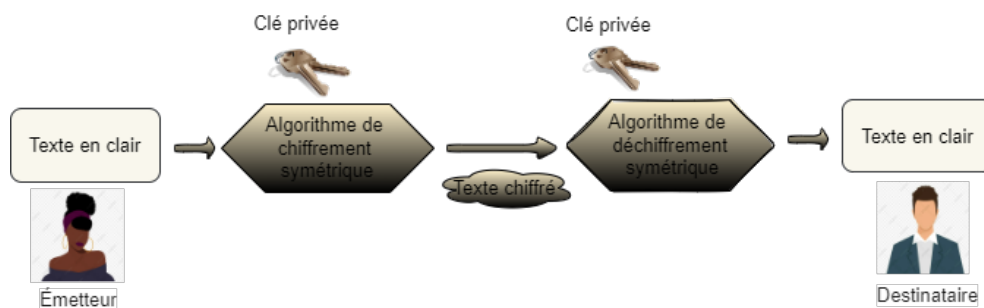 Clé privée
Clé privée
Texte en clair
Algorithme de
chiffrement
symétrique
Texte chiffré
Algorithme de
déchiffrement
symétrique
Texte en clair
Émetteur
Destinataire